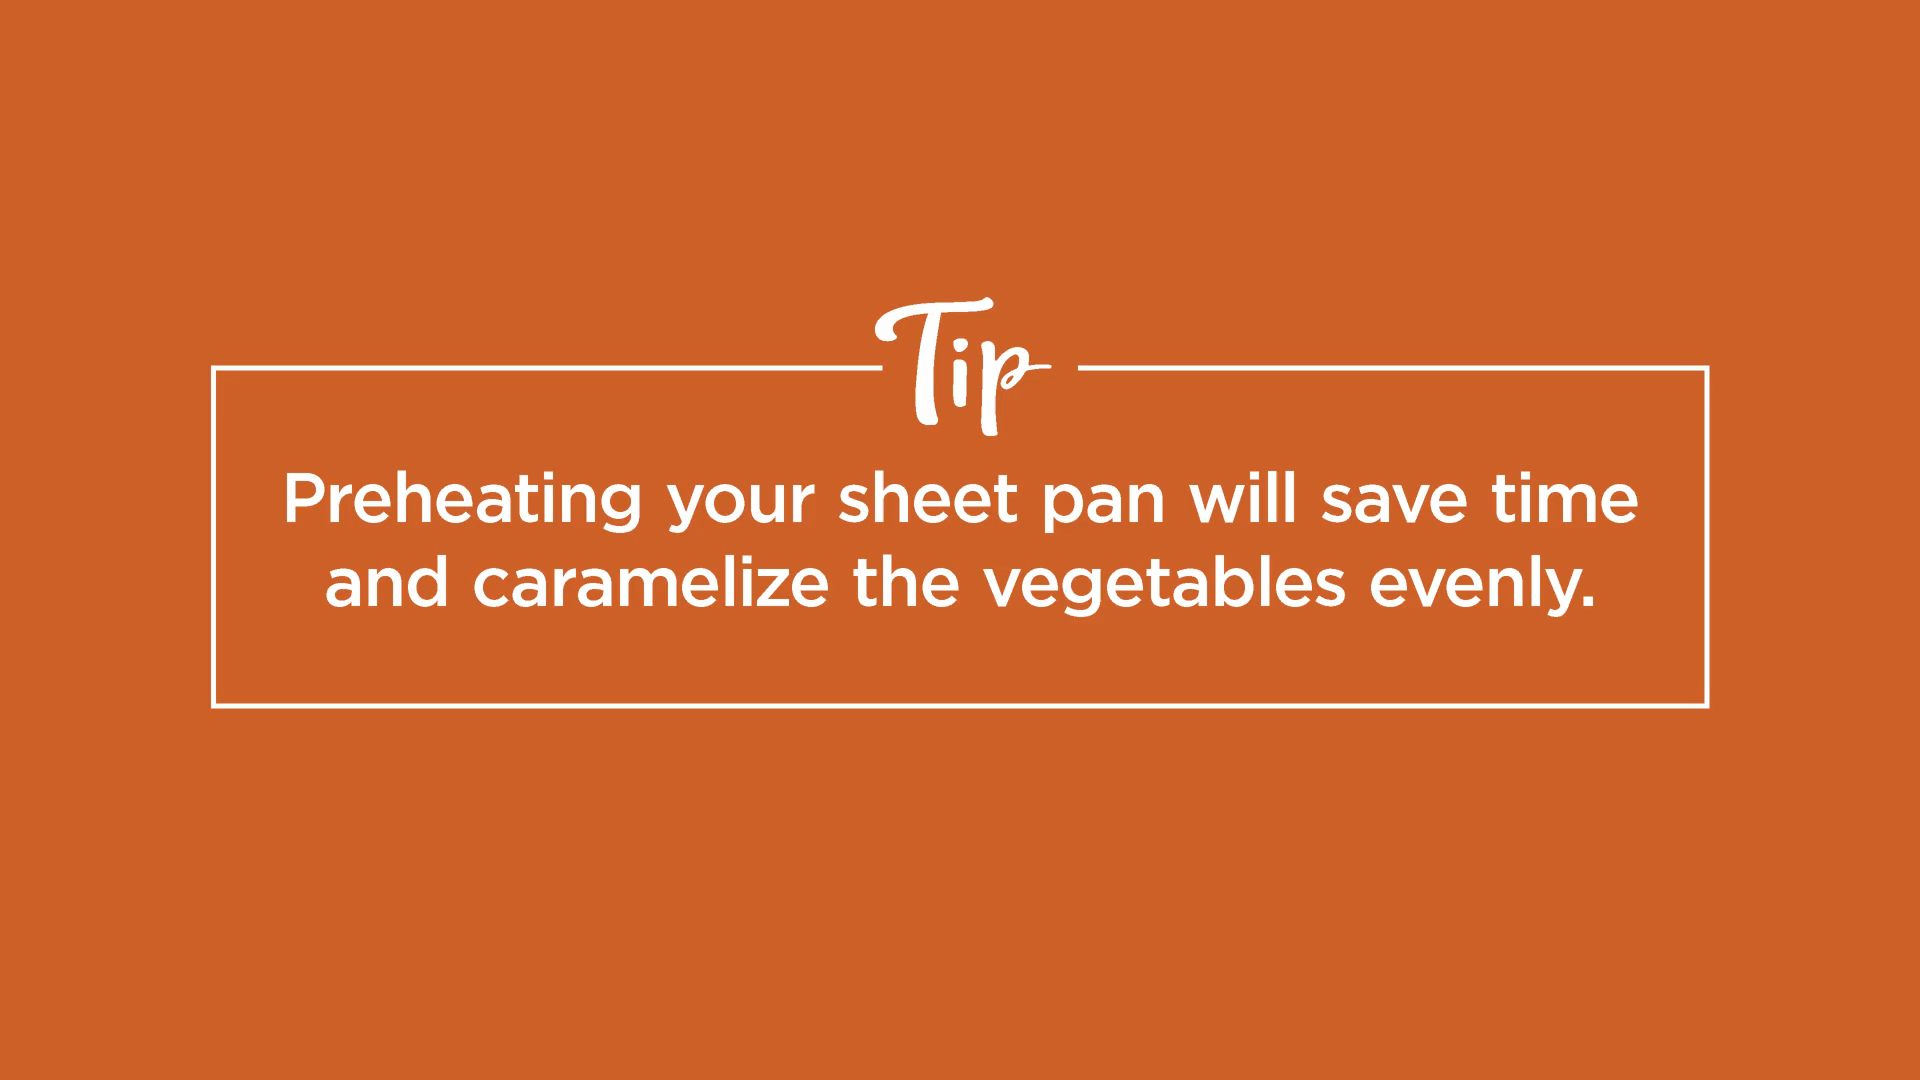 Tip
Preheating your sheet pan will save time
and caramelize the vegetables evenly.